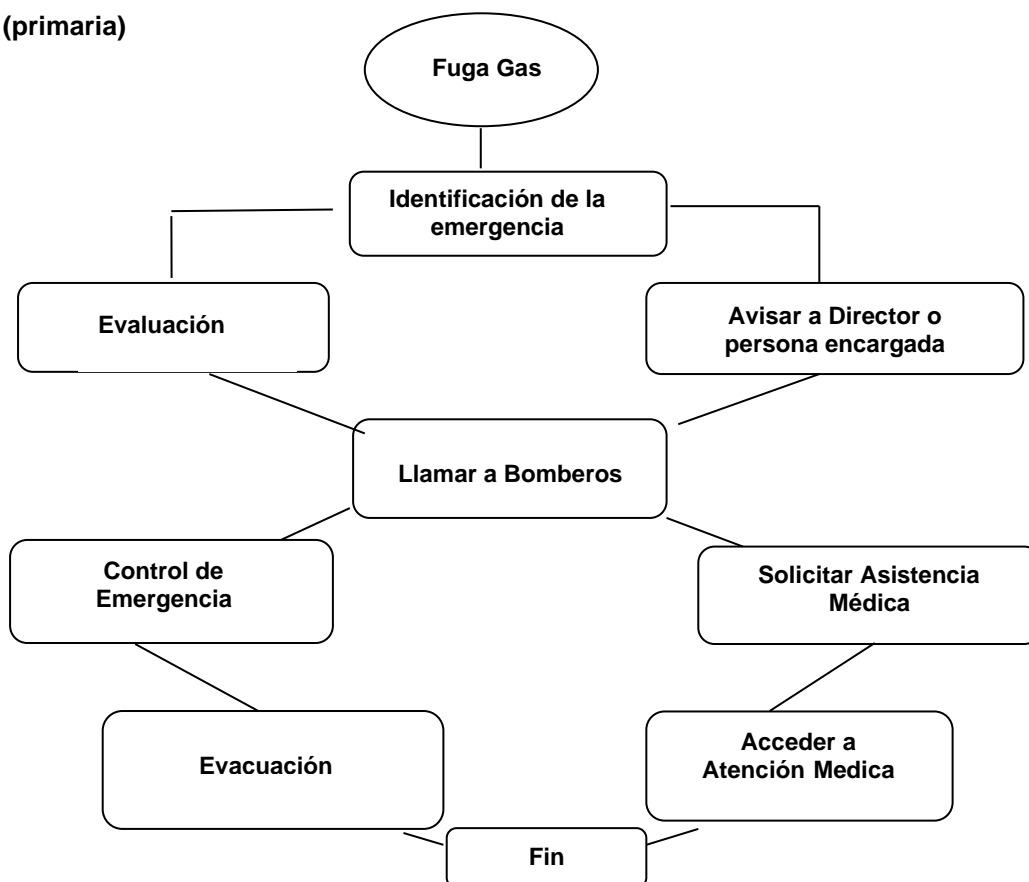 (primaria)
Fuga Gas
Identificación de la
emergencia
Evaluación
Avisar a Director o
persona encargada
Llamar a Bomberos
Control de
Emergencia
Solicitar Asistencia
Médica
Evacuación
Acceder a
Atención Medica
Fin